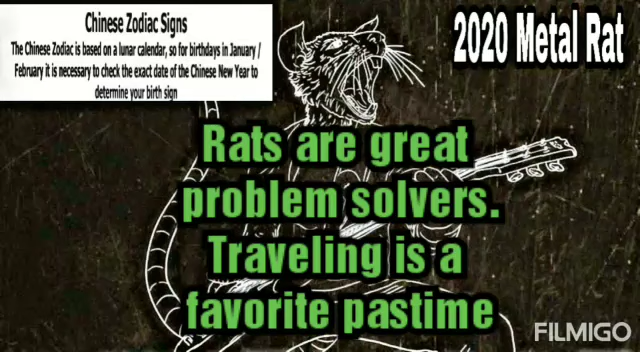 Chinese Zodiac Signs
The Chinese Zodiac is based on a lunar calendar, so for birthdays in January /
February it is necessary to check the exact date of the Chinese New Year to
determine your birth sign
2020 Metal Rat
Rats are great
problem solvers.
Traveling is a
favorite pastime
FILMIGO